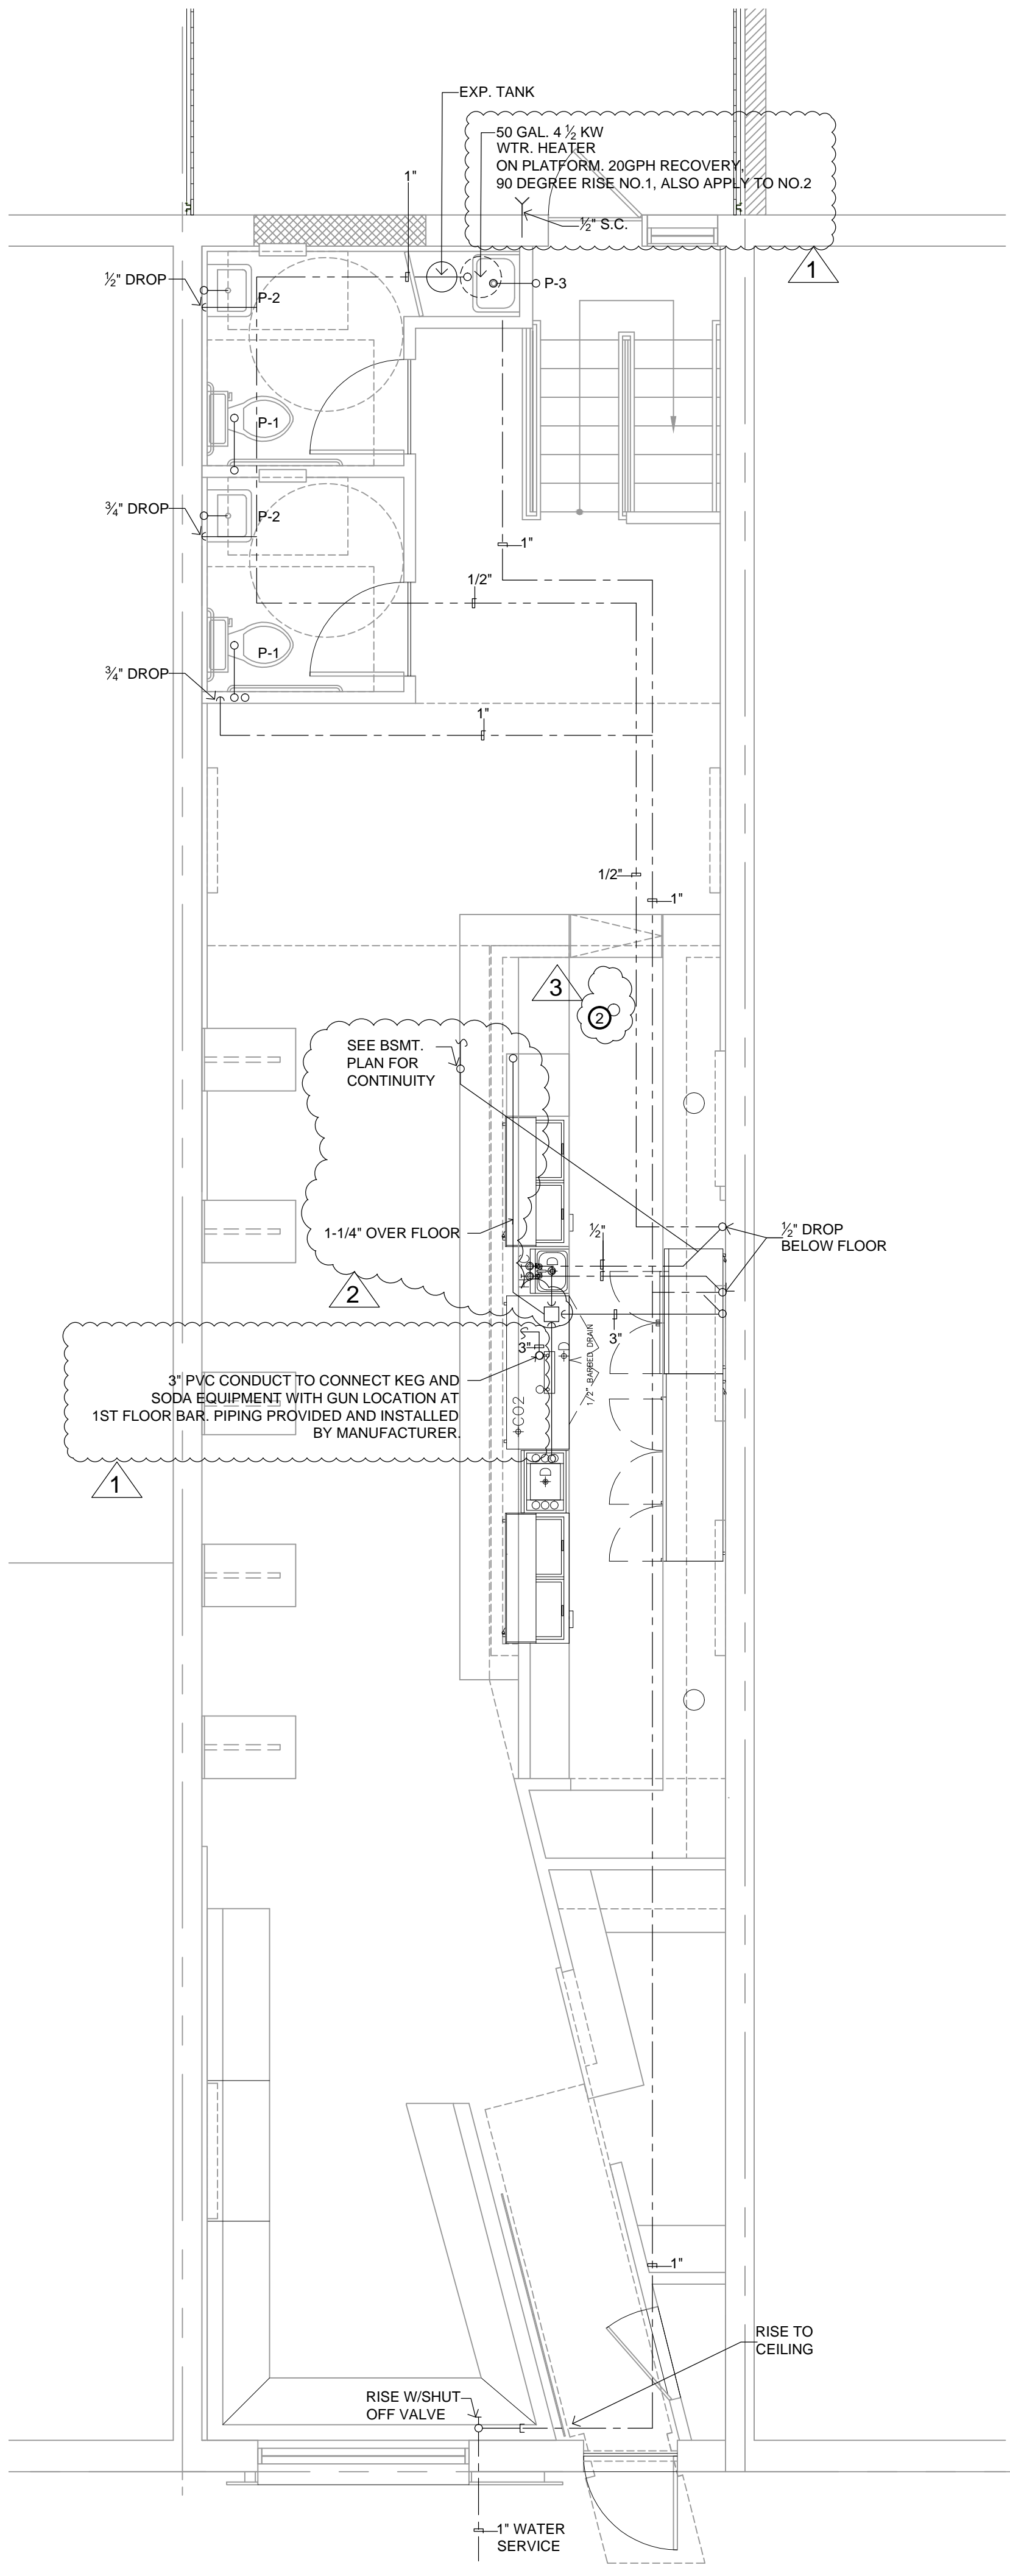 EXP. TANK
50 GAL. 4 ½ KW
WTR. HEATER
ON PLATFORM. 20GPH RECOVERY,
90 DEGREE RISE NO.1, ALSO APPLY TO NO.2
1"
½" S.C.
1
½" DROP
P-2
P-3
P-1
¾" DROP
P-2
1"
1/2"
P-1
¾" DROP
1"
1/2"
1"
3
2
SEE BSMT.
PLAN FOR
CONTINUITY
1-1/4" OVER FLOOR
½"
½" DROP
BELOW FLOOR
D
2
3"
3"
D
1/2" BARBED DRAIN
3" PVC CONDUCT TO CONNECT KEG AND
SODA EQUIPMENT WITH GUN LOCATION AT
1ST FLOOR BAR. PIPING PROVIDED AND INSTALLED
BY MANUFACTURER.
CO2
D
1
1"
RISE TO
CEILING
RISE W/SHUT
OFF VALVE
1" WATER
SERVICE